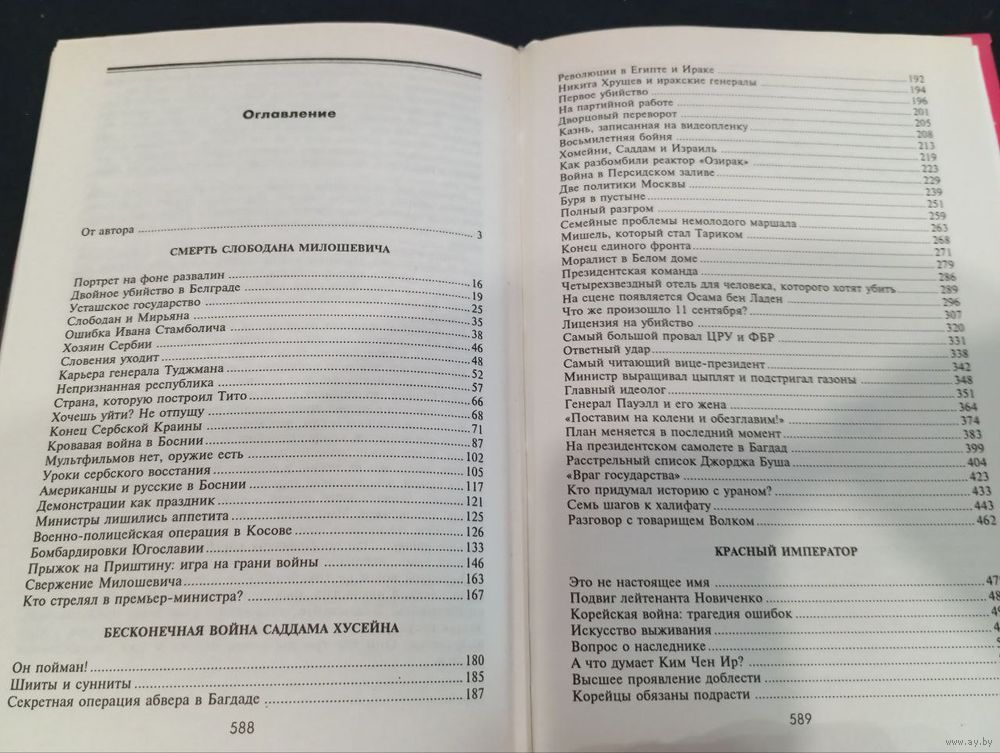 Оглавление
От автора 3
СМЕРТЬ СЛОБОДАНА МИЛОШЕВИЧА
Портрет на фоне развалин 16
Двойное убийство в Белграде 19
Усташское государство 25
Слободан и Мирьяна 35
Ошибка Ивана Стамболича 38
Хозяин Сербии 46
Словения уходит 48
Карьера генерала Туджмана 52
Непризнанная республика 57
Страна, которую построил Тито 66
Хочешь уйти? Не отпущу 68
Конец Сербской Краины 71
Кровавая война в Боснии 87
Мультфильмов нет, оружие есть 102
Уроки сербского восстания 105
Американцы и русские в Боснии 117
Демонстрации как праздник 121
Министры лишились аппетита 125
Военно-полицейская операция в Косове 126
Бомбардировки Югославии 133
Прыжок на Приштину: игра на грани войны 146
Свержение Милошевича 163
Кто стрелял в премьер-министра? 167
БЕСКОНЕЧНАЯ ВОЙНА САДДАМА ХУСЕЙНА
Он пойман! 180
Шииты и сунниты 185
Секретная операция абвера в Багдаде 187
588
Революции в Египте и Ираке 192
Никита Хрущев и иракские генералы 194
Первое убийство 196
На партийной работе 201
Дворцовый переворот 205
Казнь, записанная на видеопленку 208
Восьмилетняя бойня 213
Хомейни, Саддам и Израиль 219
Как разбомбили реактор «Озирак» 223
Война в Персидском заливе 229
Две политики Москвы 239
Буря в пустыне 251
Полный разгром 259
Семейные проблемы немолодого маршала 263
Мишель, который стал Тариком 268
Конец единого фронта 271
Моралист в Белом доме 279
Президентская команда 286
Четырехзвездный отель для человека, которого хотят убить 289
На сцене появляется Осама бен Ладен 296
Что же произошло 11 сентября? 307
Лицензия на убийство 320
Самый большой провал ЦРУ и ФБР 331
Ответный удар 338
Самый читающий вице-президент 342
Министр выращивал цыплят и подстригал газоны 348
Главный идеолог 351
Генерал Пауэлл и его жена 364
«Поставим на колени и обезглавим!» 374
План меняется в последний момент 383
На президентском самолете в Багдад 399
Расстрельный список Джорджа Буша 404
«Враг государства» 423
Кто придумал историю с ураном? 433
Семь шагов к халифату 443
Разговор с товарищем Волком 462
КРАСНЫЙ ИМПЕРАТОР
Это не настоящее имя
Подвиг лейтенанта Новиченко
Корейская война: трагедия ошибок
Искусство выживания
Вопрос о наследнике
А что думает Ким Чен Ир?
Высшее проявление доблести
Корейцы обязаны подрасти
589
www.ay.by